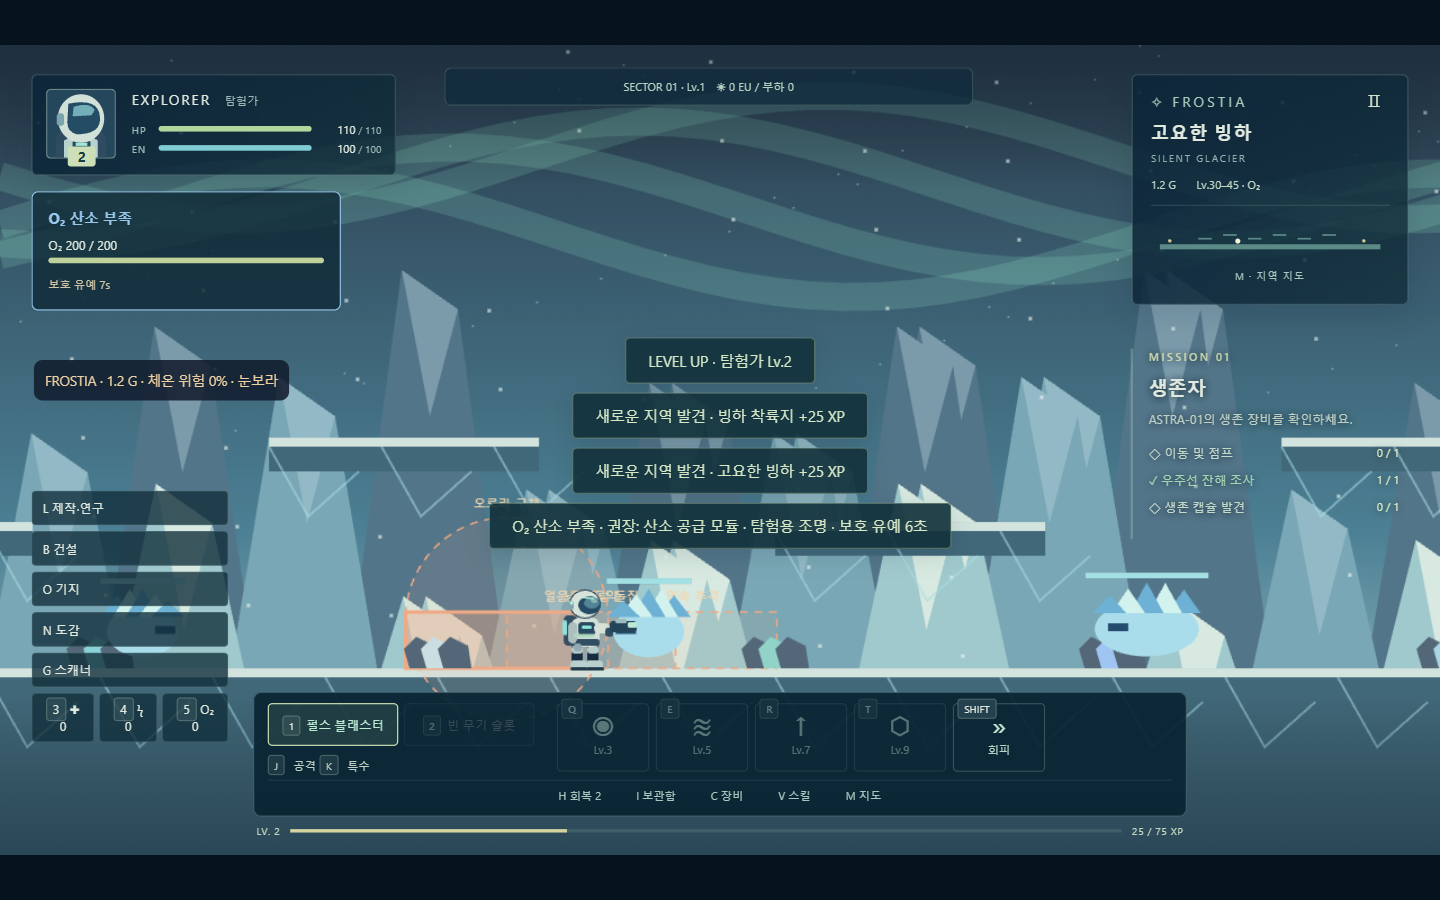 SECTOR 01 · Lv.1 ☀ 0 EU / 부하 0
EXPLORER 탐험가
HP 110 / 110
EN 100 / 100
2
O₂ 산소 부족
O₂ 200 / 200
보호 유예 7s
FROSTIA · 1.2 G · 체온 위험 0% · 눈보라
✧ FROSTIA II
고요한 빙하
SILENT GLACIER
1.2 G Lv.30–45 · O₂
M · 지역 지도
MISSION 01
생존자
ASTRA-01의 생존 장비를 확인하세요.
◇ 이동 및 점프 0 / 1
✓ 우주선 잔해 조사 1 / 1
◇ 생존 캡슐 발견 0 / 1
LEVEL UP · 탐험가 Lv.2
새로운 지역 발견 · 빙하 착륙지 +25 XP
새로운 지역 발견 · 고요한 빙하 +25 XP
O₂ 산소 부족 · 권장: 산소 공급 모듈 · 탐험용 조명 · 보호 유예 6초
L 제작·연구
B 건설
O 기지
N 도감
G 스캐너
3 ✚ 0
4 0
5 O₂ 0
1 펄스 블래스터
2 빈 무기 슬롯
J 공격 K 특수
Q Lv.3
E Lv.5
R Lv.7
T Lv.9
SHIFT » 회피
H 회복 2 I 보관함 C 장비 V 스킬 M 지도
LV. 2 25 / 75 XP